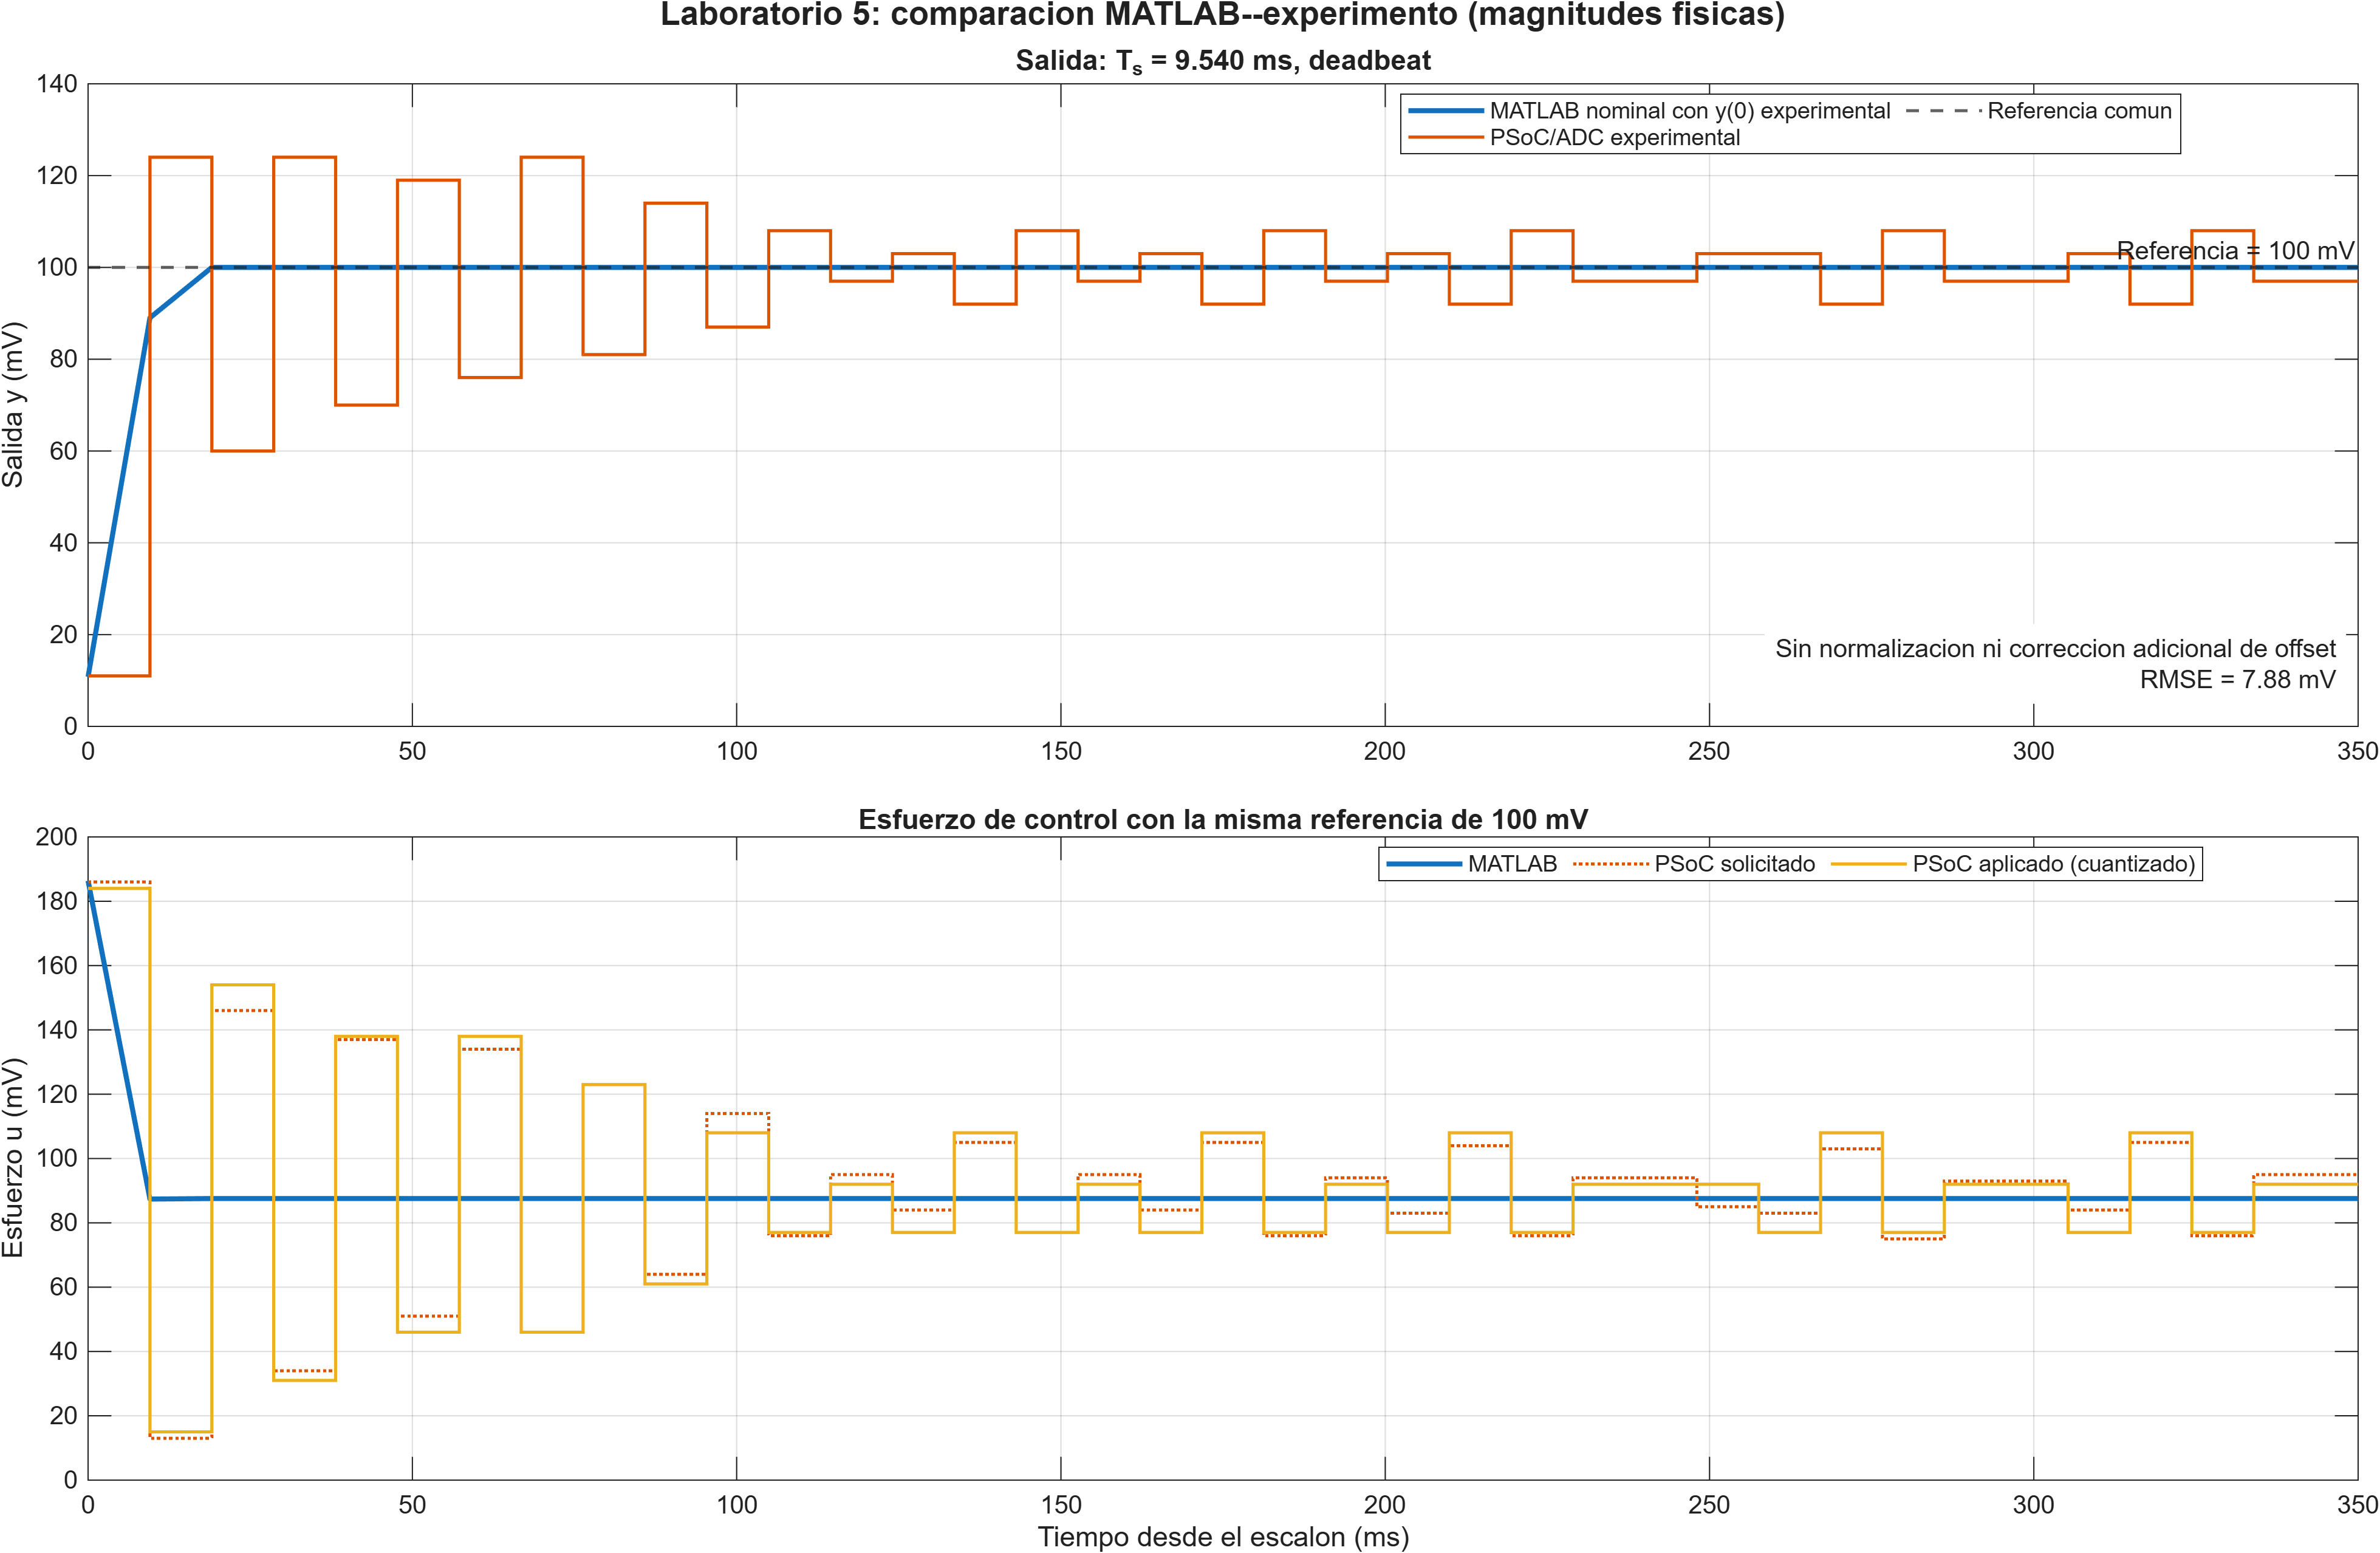 Laboratorio 5: comparacion MATLAB--experimento (magnitudes fisicas)
Salida: Ts = 9.540 ms, deadbeat
140
120
100
80
60
40
20
0
Salida y (mV)
MATLAB nominal con y(0) experimental
Referencia comun
PSoC/ADC experimental
Referencia = 100 mV
Sin normalizacion ni correccion adicional de offset
RMSE = 7.88 mV
0 50 100 150 200 250 300 350
Esfuerzo de control con la misma referencia de 100 mV
200
180
160
140
120
100
80
60
40
20
0
Esfuerzo u (mV)
MATLAB
PSoC solicitado
PSoC aplicado (cuantizado)
0 50 100 150 200 250 300 350
Tiempo desde el escalon (ms)